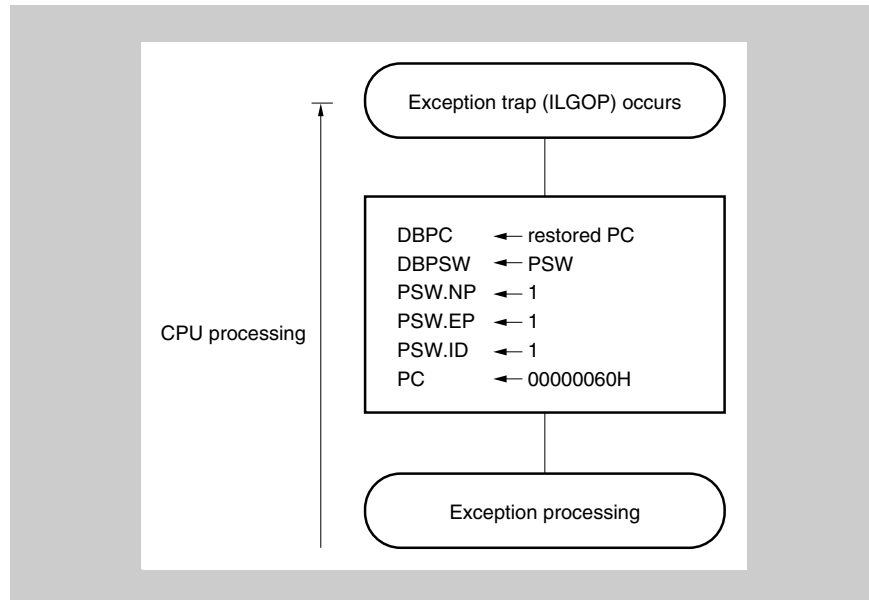 Exception trap (ILGOP) occurs
DBPC ← restored PC
DBPSW ← PSW
PSW.NP ← 1
PSW.EP ← 1
PSW.ID ← 1
PC ← 00000060H
CPU processing
Exception processing